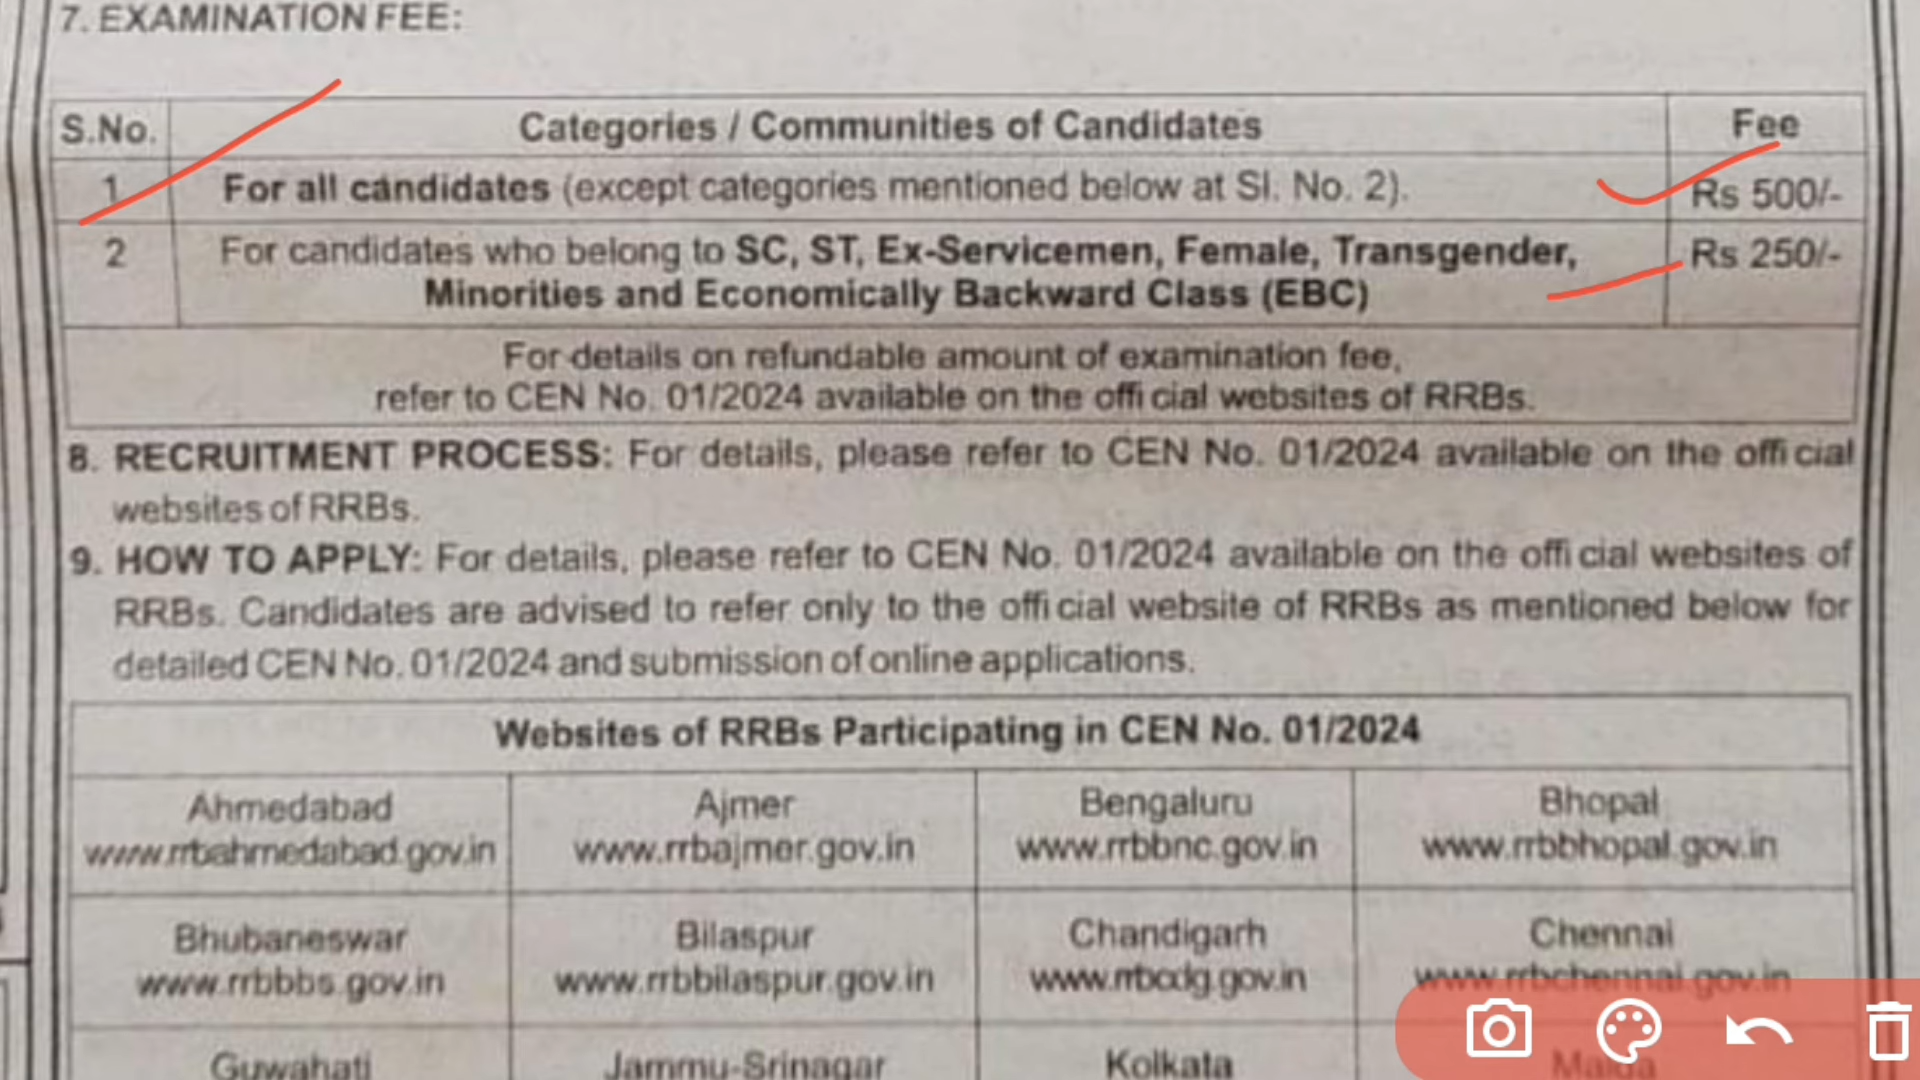 7. EXAMINATION FEE:
S.No. Categories / Communities of Candidates Fee
1 For all candidates (except categories mentioned below at Sl. No. 2). Rs 500/-
2 For candidates who belong to SC, ST, Ex-Servicemen, Female, Transgender, Rs 250/-
Minorities and Economically Backward Class (EBC)
For details on refundable amount of examination fee,
refer to CEN No. 01/2024 available on the official websites of RRBs.
8. RECRUITMENT PROCESS: For details, please refer to CEN No. 01/2024 available on the official
websites of RRBs.
9. HOW TO APPLY: For details, please refer to CEN No. 01/2024 available on the official websites of
RRBs. Candidates are advised to refer only to the official website of RRBs as mentioned below for
detailed CEN No. 01/2024 and submission of online applications.
Websites of RRBs Participating in CEN No. 01/2024
Ahmedabad Ajmer Bengaluru Bhopal
www.rrbahmedabad.gov.in www.rrbajmer.gov.in www.rrbbnc.gov.in www.rrbbhopal.gov.in
Bhubaneswar Bilaspur Chandigarh Chennai
www.rrbbbs.gov.in www.rrbbilaspur.gov.in www.rrbcdg.gov.in www.rrbchennai.gov.in
Guwahati Jammu-Srinagar Kolkata Malda